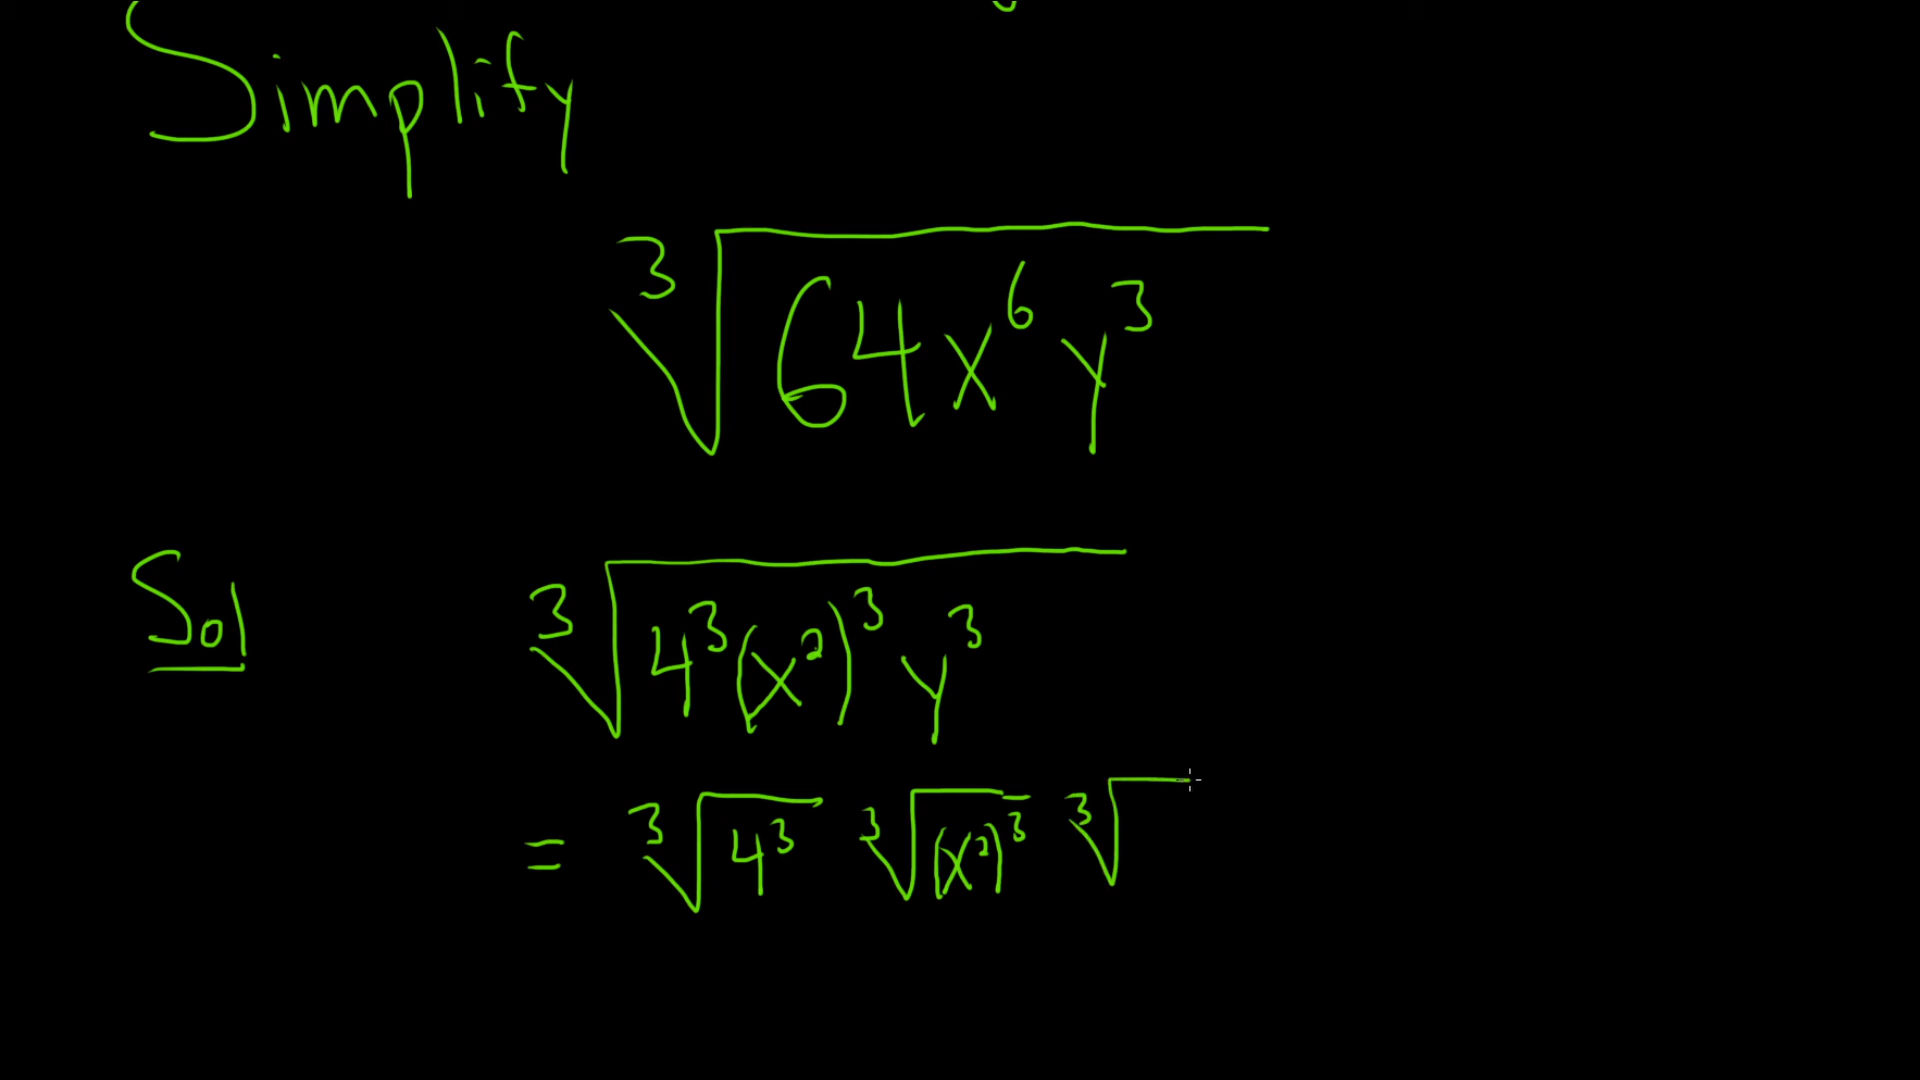 Simplify
∛(64x⁶y³)
Sol ∛(4³(x²)³y³)
= ∛(4³) ∛((x²)³) ∛